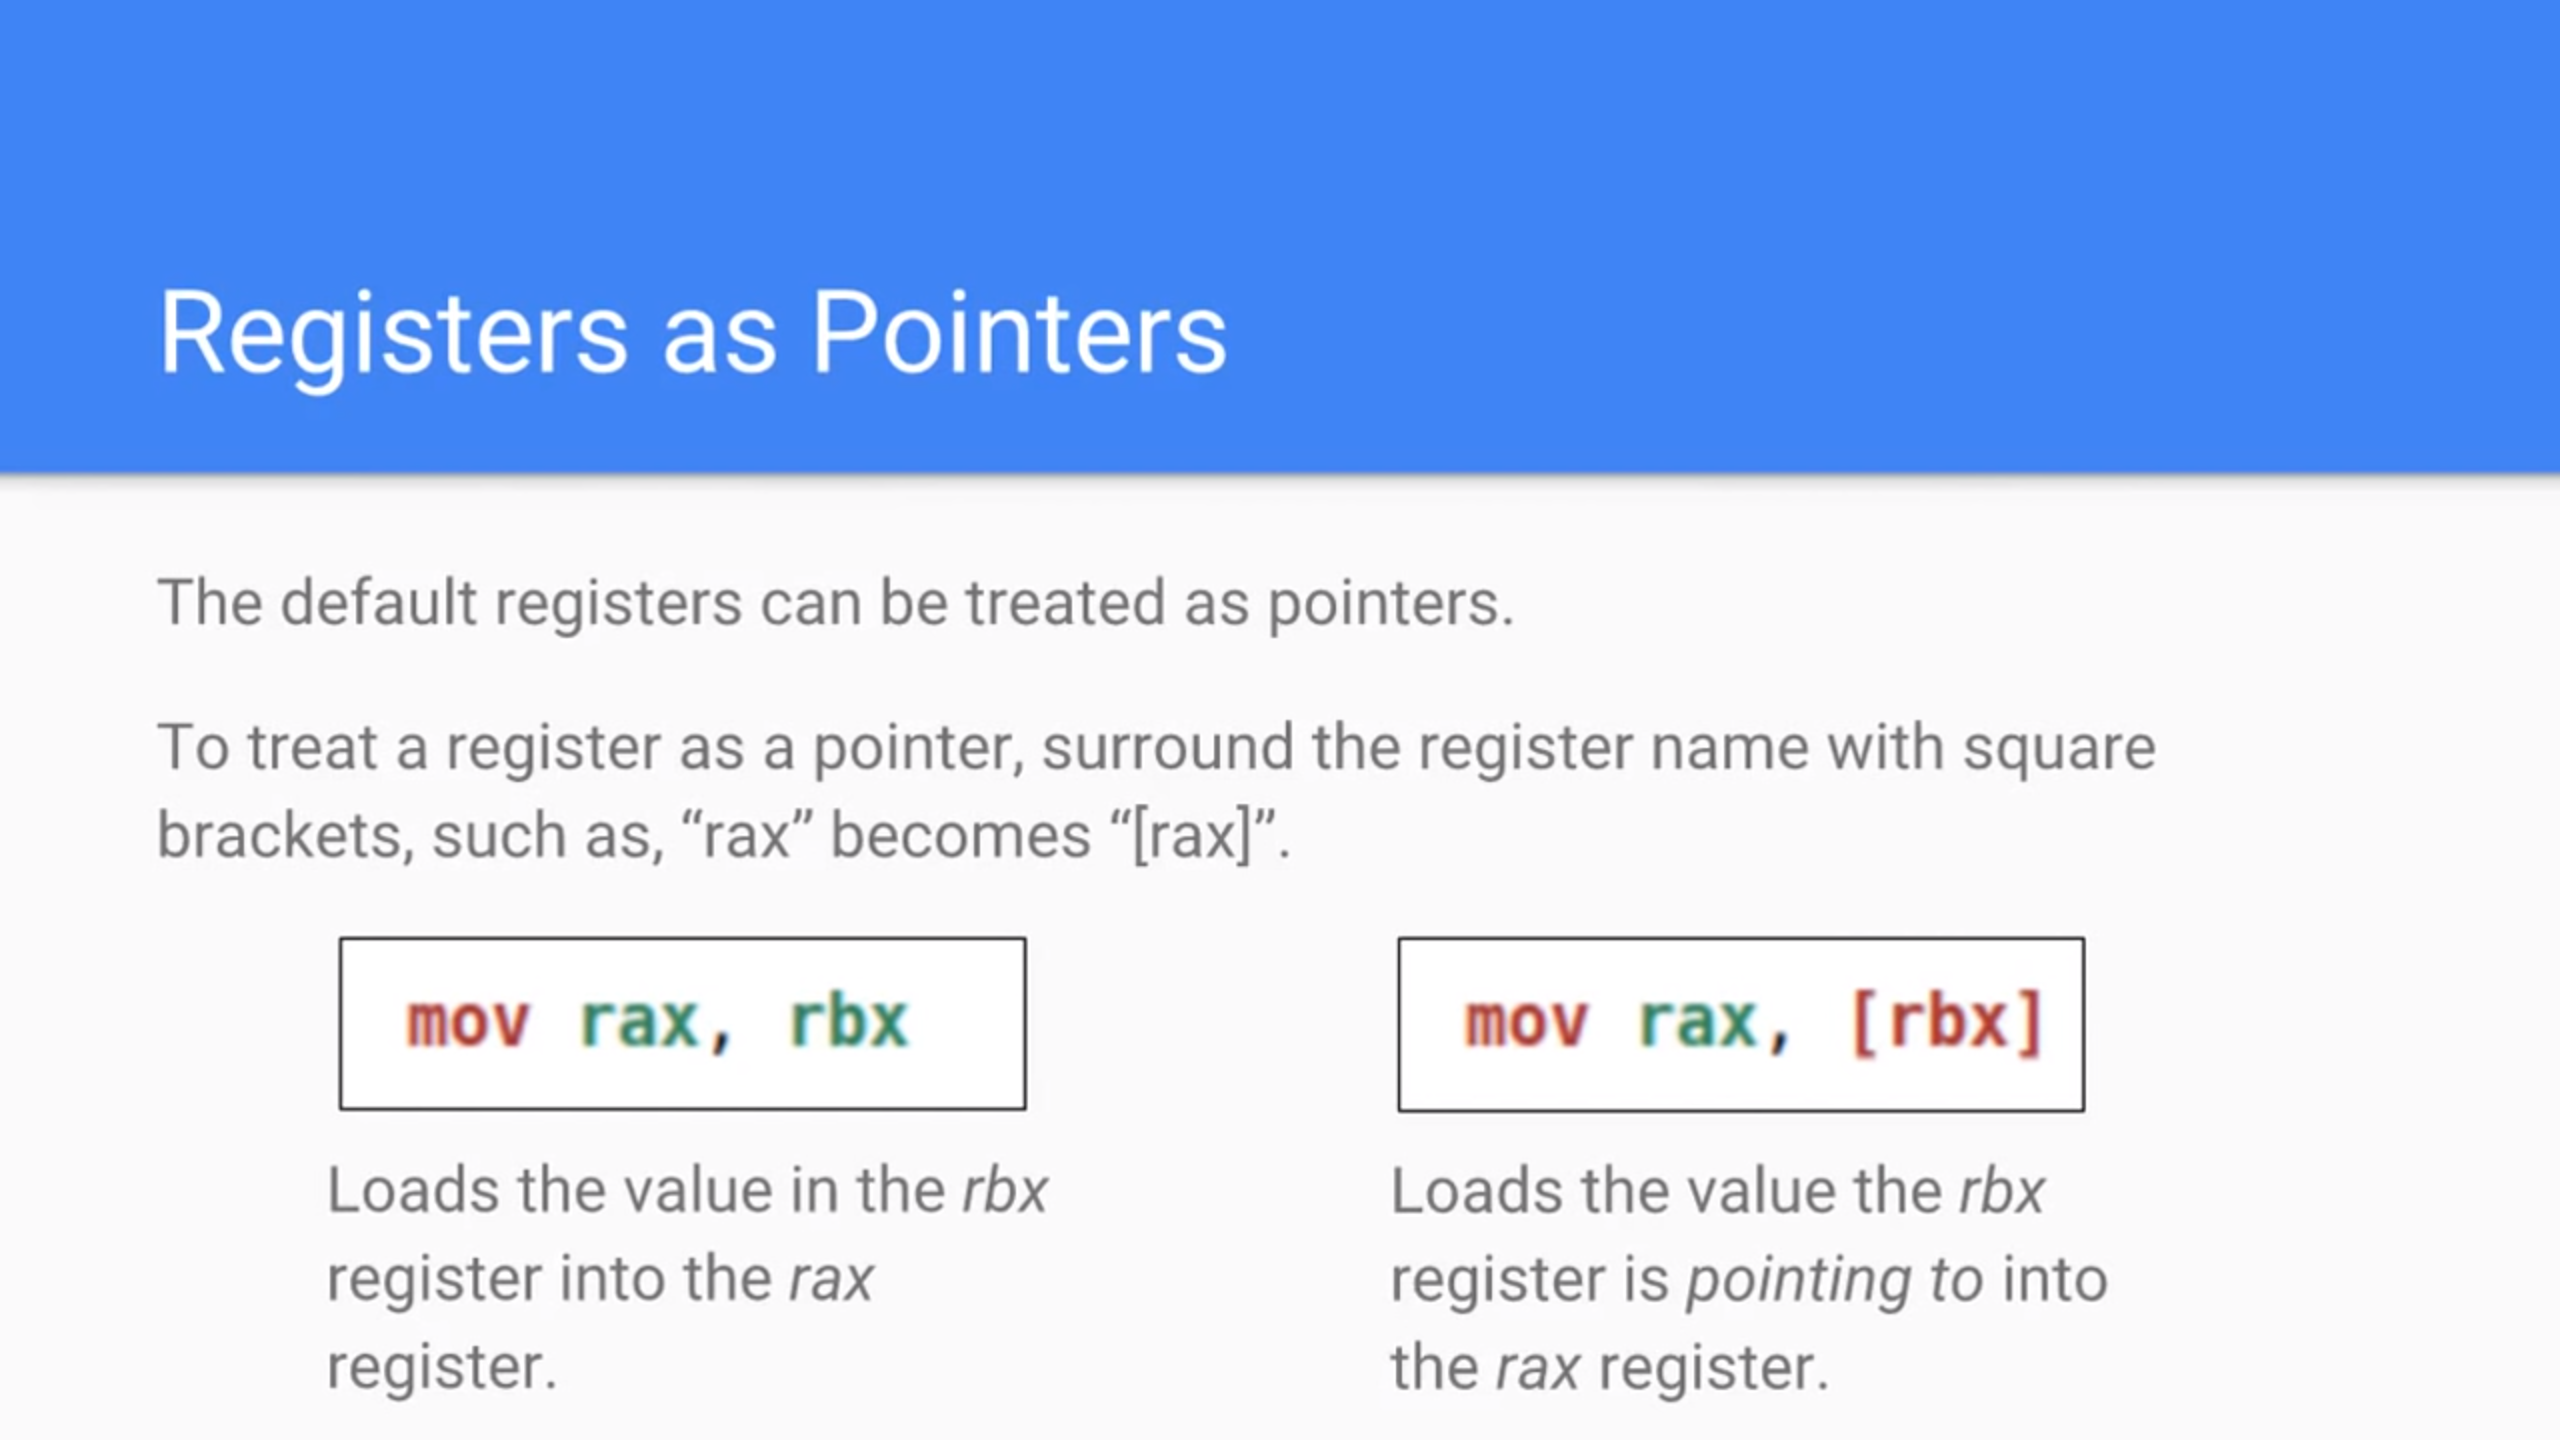 Registers as Pointers
The default registers can be treated as pointers.
To treat a register as a pointer, surround the register name with square
brackets, such as, “rax” becomes “[rax]”.
mov rax, rbx
Loads the value in the rbx
register into the rax
register.
mov rax, [rbx]
Loads the value the rbx
register is pointing to into
the rax register.